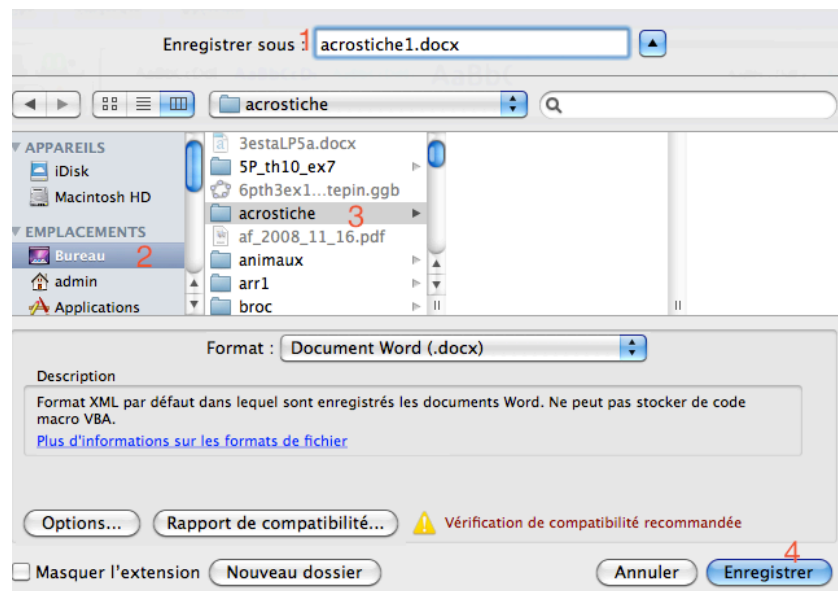 Enregistrer sous : 1 acrostiche1.docx
acrostiche
APPAREILS
iDisk
Macintosh HD
EMPLACEMENTS
Bureau 2
admin
Applications
3estaLP5a.docx
5P_th10_ex7
6pth3ex1...tepin.ggb
acrostiche 3
af_2008_11_16.pdf
animaux
arr1
broc
Format : Document Word (.docx)
Description
Format XML par défaut dans lequel sont enregistrés les documents Word. Ne peut pas stocker de code
macro VBA.
Plus d'informations sur les formats de fichier
Options... Rapport de compatibilité... Vérification de compatibilité recommandée
4
Masquer l'extension Nouveau dossier Annuler Enregistrer